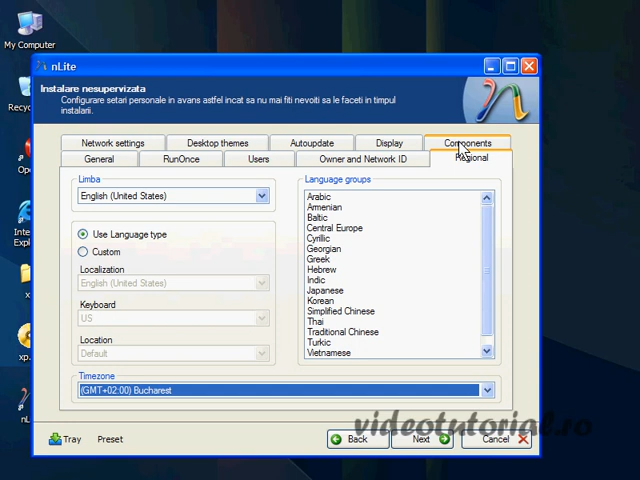 My Computer
nLite
Instalare nesupervizata
Configurare setari personale in avans astfel incat sa nu mai fiti nevoiti sa le faceti in timpul
instalarii.
Recyc
Network settings
Desktop themes
Autoupdate
Display
Components
General
RunOnce
Users
Owner and Network ID
Regional
Limba
English (United States)
Use Language type
Custom
Localization
English (United States)
Keyboard
US
Location
Default
Language groups
Arabic
Armenian
Baltic
Central Europe
Cyrillic
Georgian
Greek
Hebrew
Indic
Japanese
Korean
Simplified Chinese
Thai
Traditional Chinese
Turkic
Vietnamese
Timezone
(GMT+02:00) Bucharest
Ope
Inte
Expl
x
xp.
nL
Tray
Preset
Back
Next
Cancel
videotutorial.ro